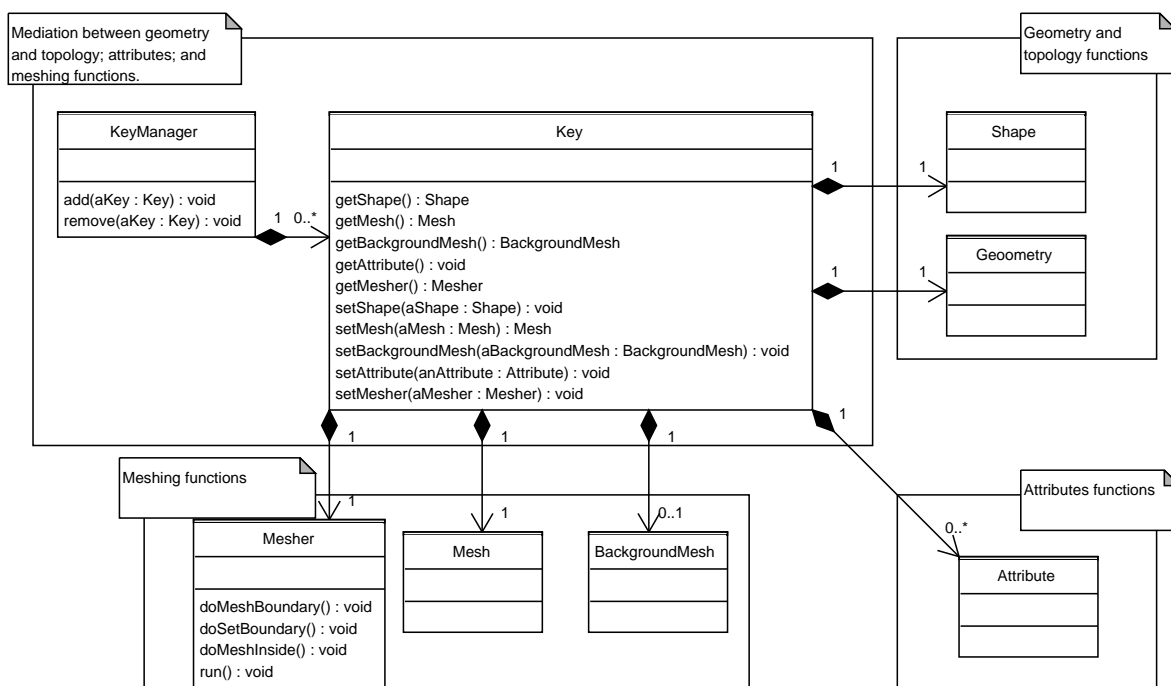 Mediation between geometry
and topology; attributes; and
meshing functions.
Geometry and
topology functions
KeyManager
add(aKey : Key) : void
remove(aKey : Key) : void
1
0..*
Key
getShape() : Shape
getMesh() : Mesh
getBackgroundMesh() : BackgroundMesh
getAttribute() : void
getMesher() : Mesher
setShape(aShape : Shape) : void
setMesh(aMesh : Mesh) : Mesh
setBackgroundMesh(aBackgroundMesh : BackgroundMesh) : void
setAttribute(anAttribute : Attribute) : void
setMesher(aMesher : Mesher) : void
1
1
Shape
1
1
Geoometry
1
1
1
1
Meshing functions
Attributes functions
1
1
0..1
0..*
Mesher
doMeshBoundary() : void
doSetBoundary() : void
doMeshInside() : void
run() : void
Mesh
BackgroundMesh
Attribute